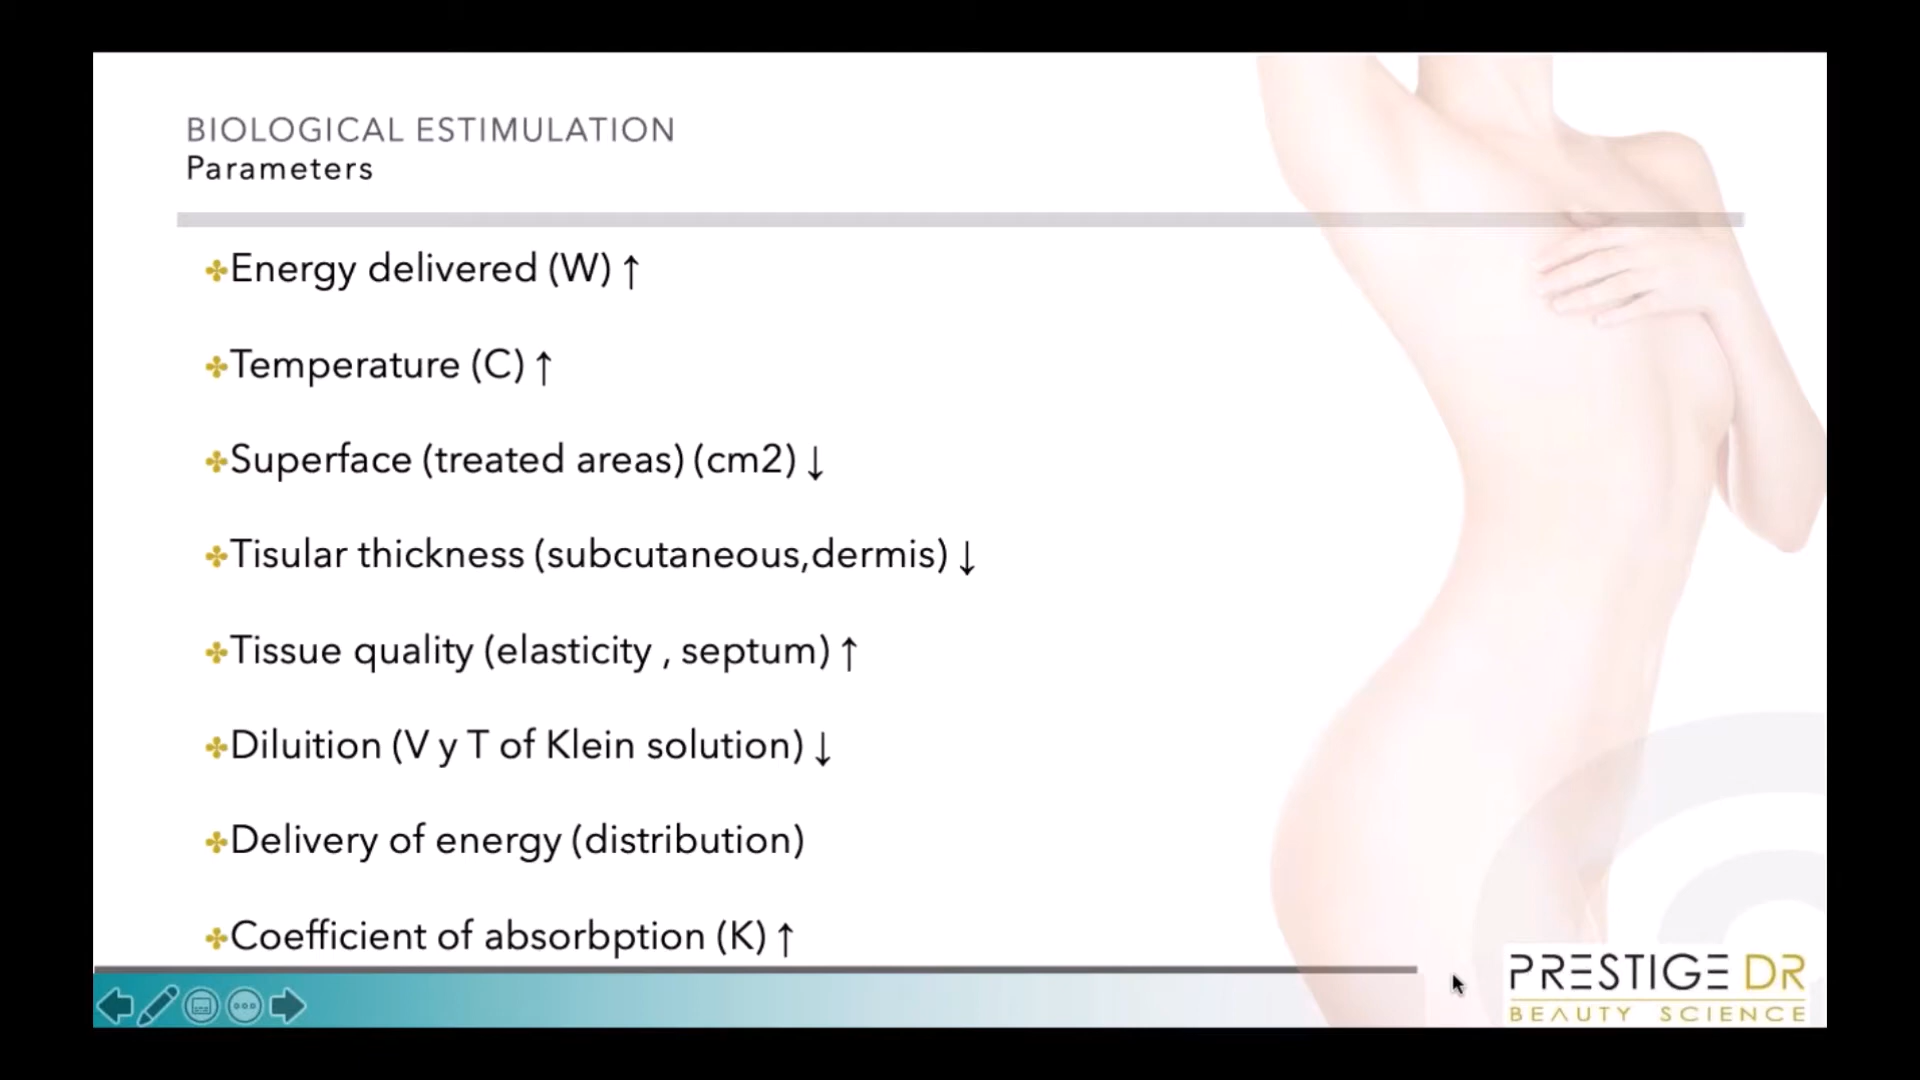 BIOLOGICAL ESTIMULATION
Parameters
Energy delivered (W) ↑
Temperature (C) ↑
Superface (treated areas) (cm2) ↓
Tisular thickness (subcutaneous,dermis) ↓
Tissue quality (elasticity , septum) ↑
Diluition (V y T of Klein solution) ↓
Delivery of energy (distribution)
Coefficient of absorbption (K) ↑
PRESTIGE DR
BEAUTY SCIENCE